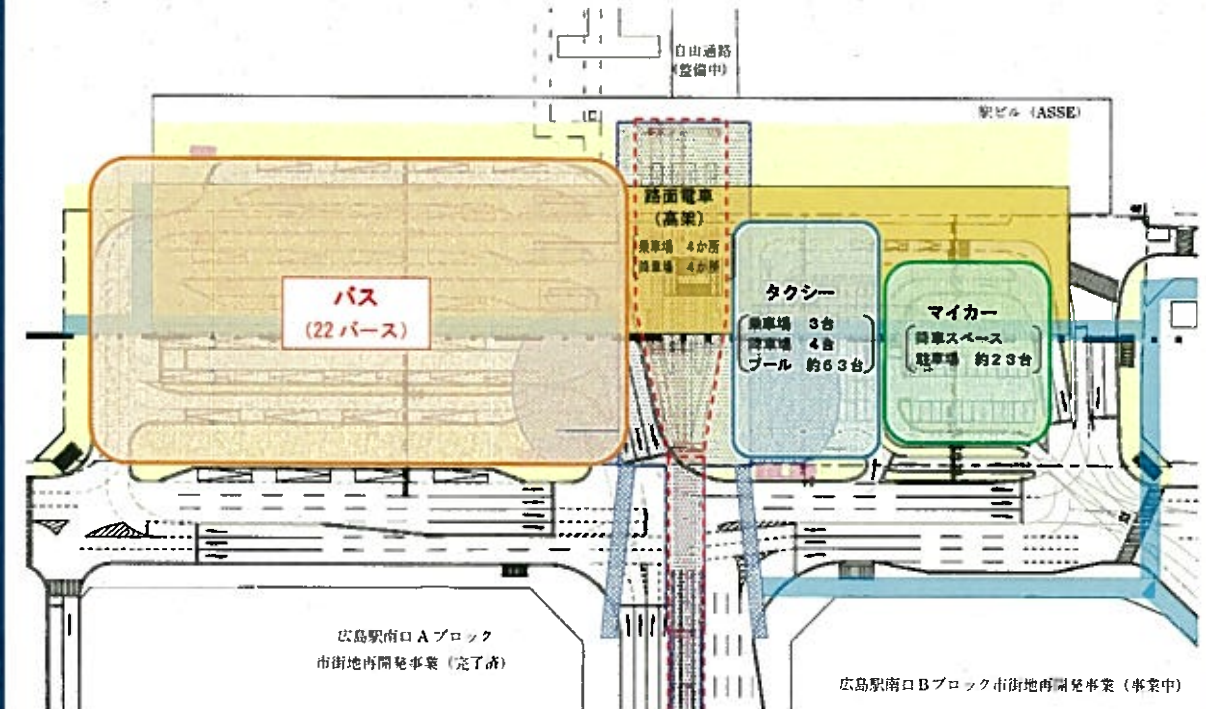 自由通路
(整備中)
駅ビル (ASSE)
路面電車
(高架)
乗車場 4か所
降車場 4か所
バス
(22 バース)
タクシー
乗車場 3台
降車場 4台
プール 約63台
マイカー
降車スペース
駐車場 約23台
広島駅南口 A ブロック
市街地再開発事業 (完了済)
広島駅南口Bブロック市街地再開発事業 (事業中)